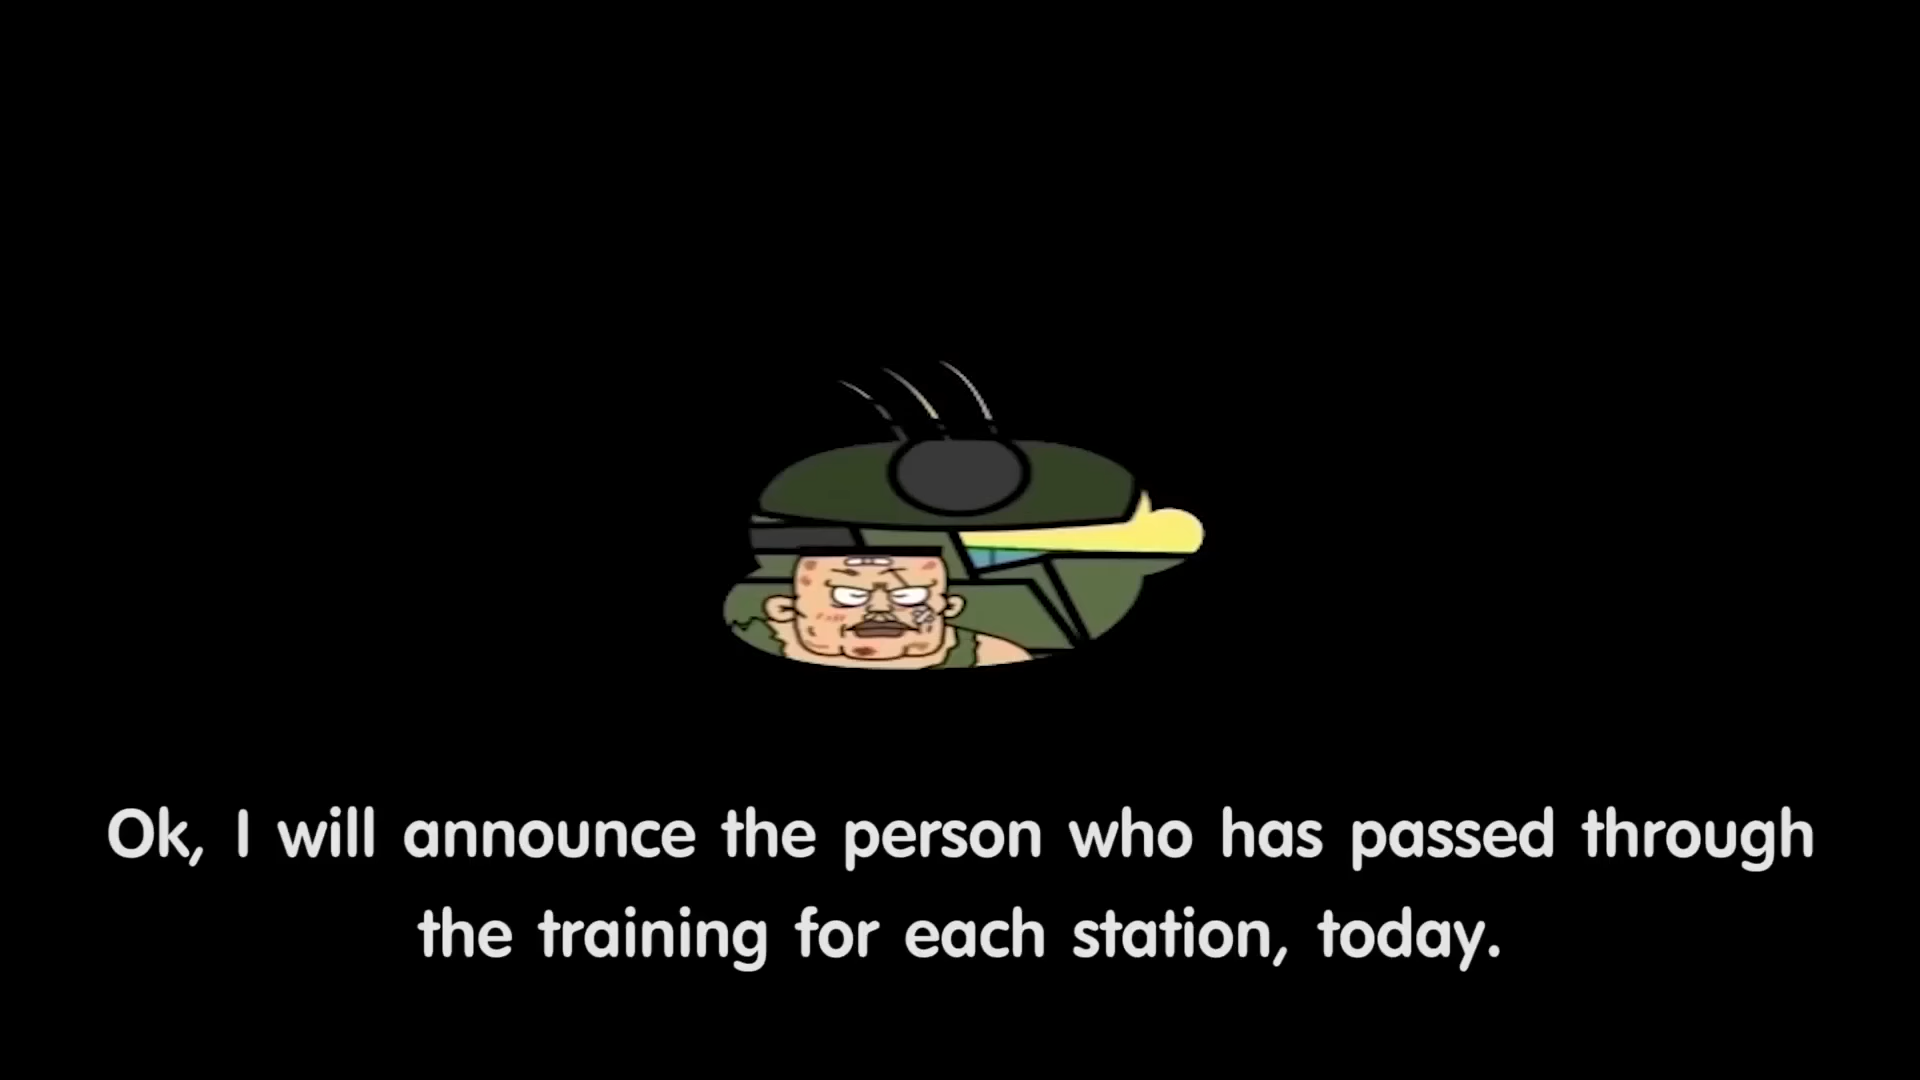 Ok, I will announce the person who has passed through
the training for each station, today.